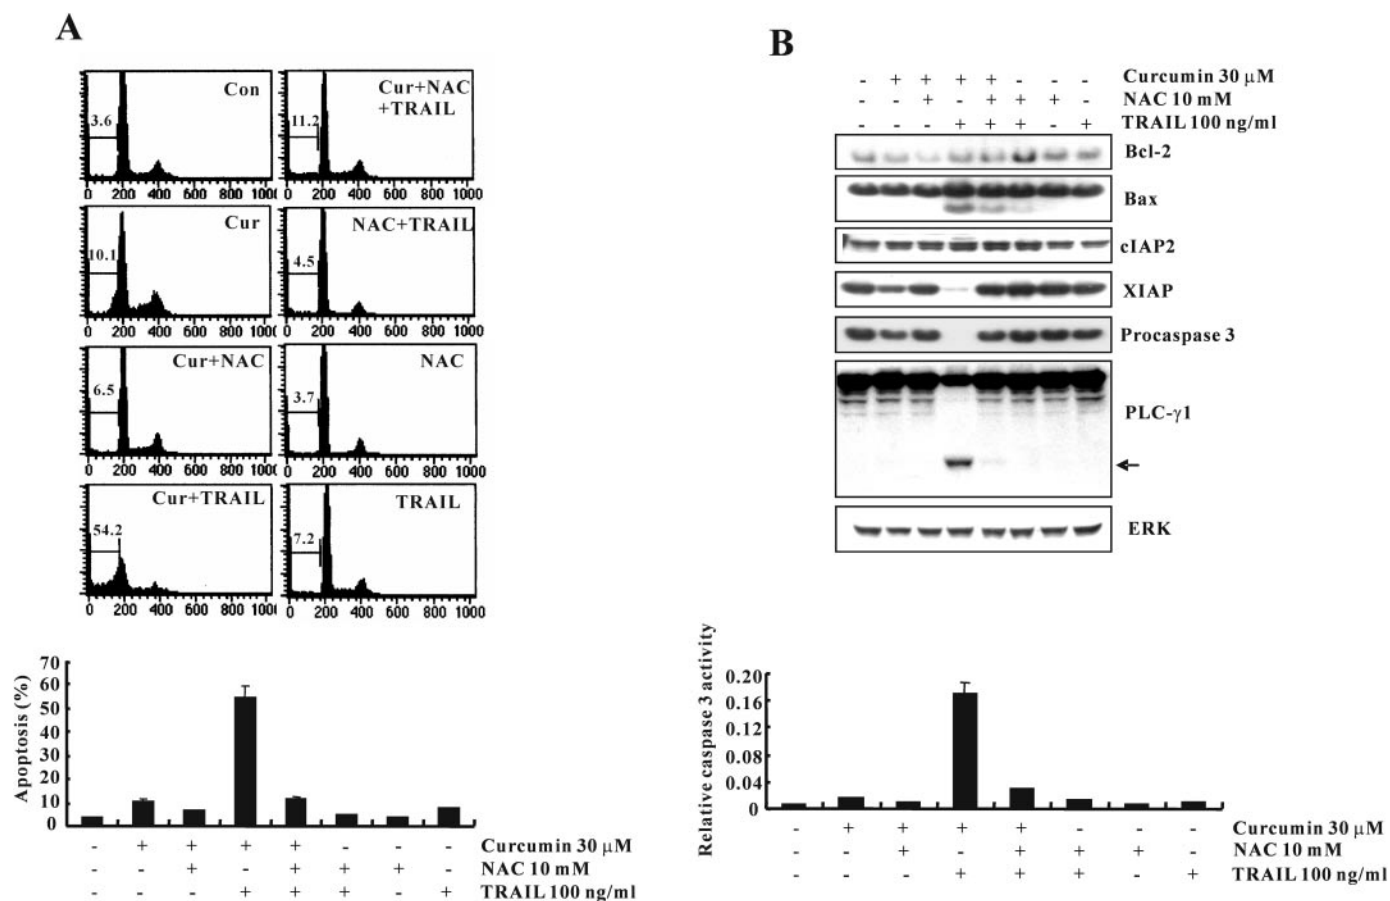 A
Con
3.6
0 200 400 600 800 1000
Cur+NAC
+TRAIL
11.2
0 200 400 600 800 1000
Cur
10.1
0 200 400 600 800 1000
NAC+TRAIL
4.5
0 200 400 600 800 1000
Cur+NAC
6.5
0 200 400 600 800 1000
NAC
3.7
0 200 400 600 800 1000
Cur+TRAIL
54.2
0 200 400 600 800 1000
TRAIL
7.2
0 200 400 600 800 1000
Apoptosis (%)
70
60
50
40
30
20
10
0
- + + + + - - - Curcumin 30 μM
- - + - + + + - NAC 10 mM
- - - + + + - + TRAIL 100 ng/ml
B
- + + + + - - - Curcumin 30 μM
- - + - + + + - NAC 10 mM
- - - + + + - + TRAIL 100 ng/ml
Bcl-2
Bax
cIAP2
XIAP
Procaspase 3
PLC-γ1
←
ERK
Relative caspase 3 activity
0.20
0.16
0.12
0.08
0.04
0
- + + + + - - - Curcumin 30 μM
- - + - + + + - NAC 10 mM
- - - + + + - + TRAIL 100 ng/ml